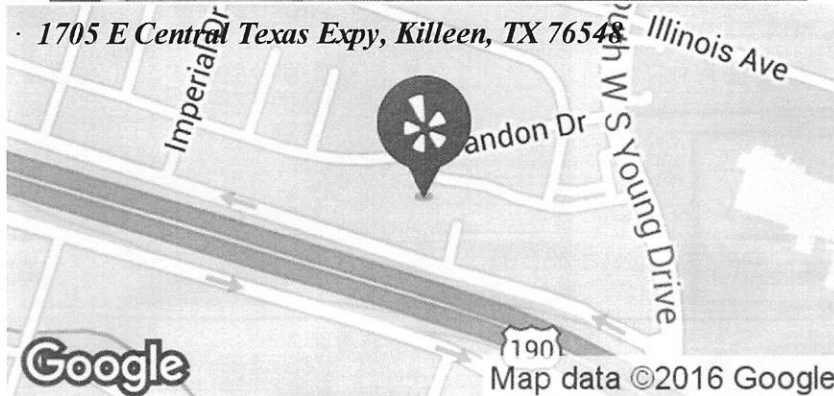 · 1705 E Central Texas Expy, Killeen, TX 76548
Illinois Ave
Imperial Dr
andon Dr
W S Young Drive
190
Google
Map data ©2016 Google